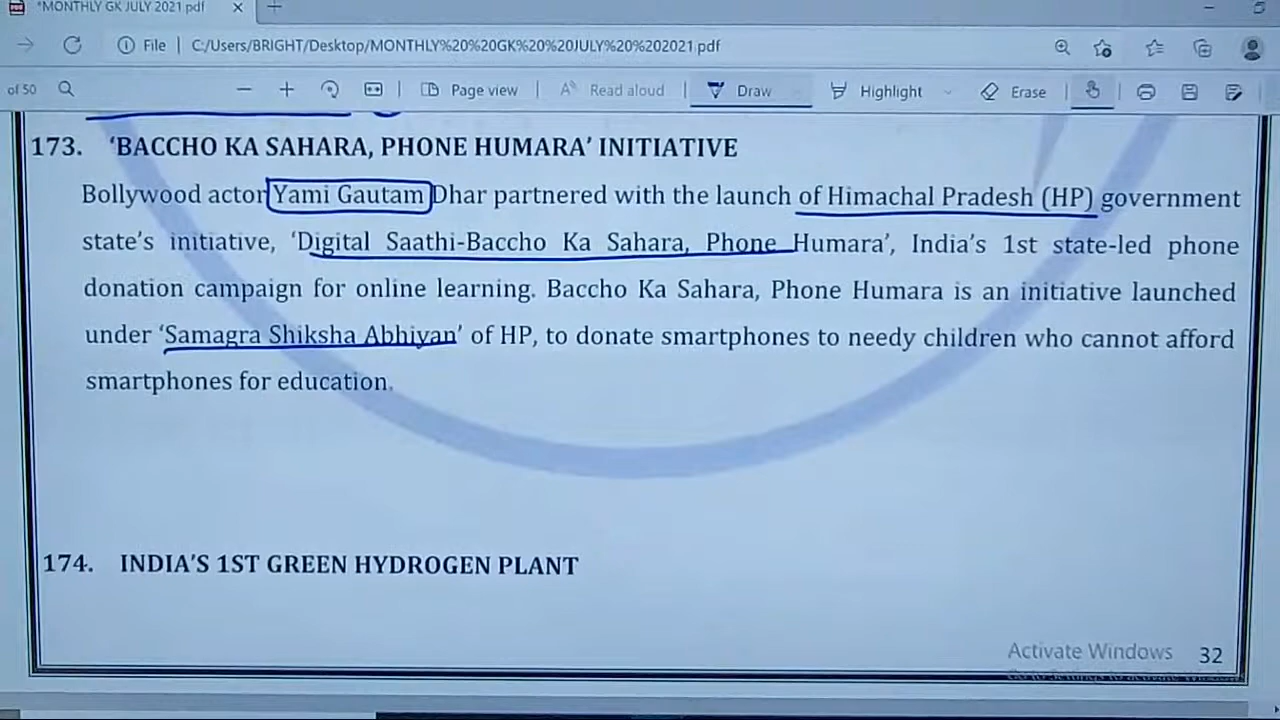 *MONTHLY GK JULY 2021 pdf
File | C:/Users/BRIGHT/Desktop/MONTHLY%20%20GK%20%20JULY%20%202021 pdf
of 50 Page view Read aloud Draw Highlight Erase
173. ‘BACCHO KA SAHARA, PHONE HUMARA’ INITIATIVE
Bollywood actor Yami Gautam Dhar partnered with the launch of Himachal Pradesh (HP) government
state’s initiative, ‘Digital Saathi-Baccho Ka Sahara, Phone Humara’, India’s 1st state-led phone
donation campaign for online learning. Baccho Ka Sahara, Phone Humara is an initiative launched
under ‘Samagra Shiksha Abhiyan’ of HP, to donate smartphones to needy children who cannot afford
smartphones for education.
174. INDIA’S 1ST GREEN HYDROGEN PLANT
Activate Windows
32